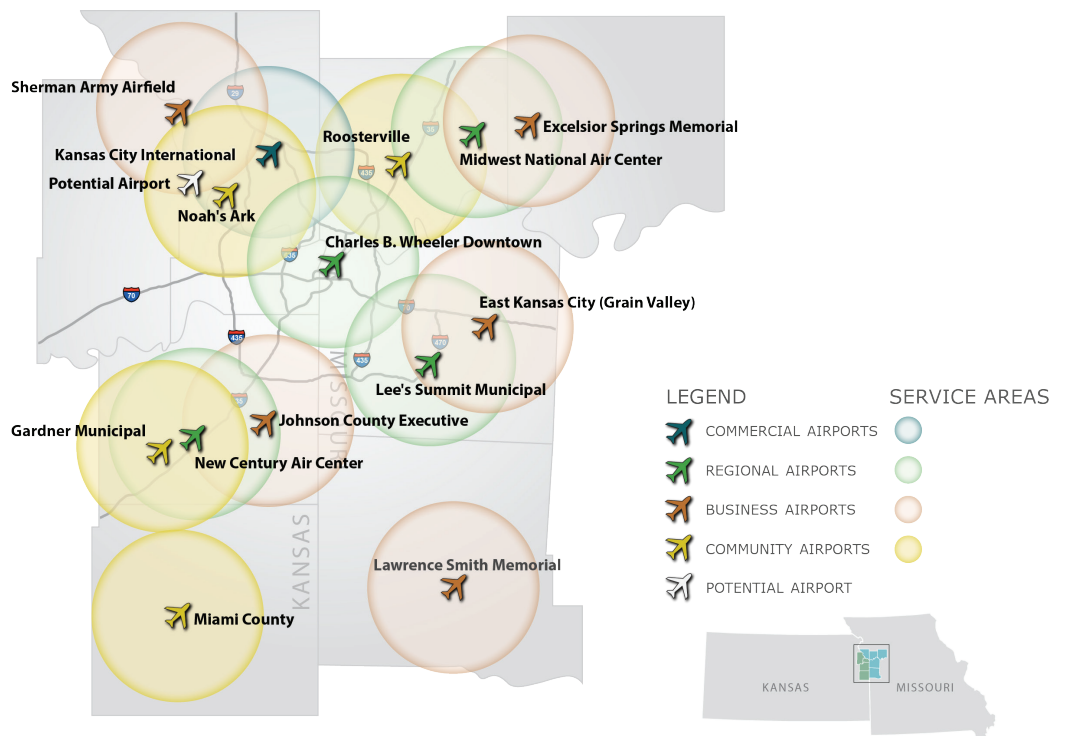 Sherman Army Airfield
29
Excelsior Springs Memorial
35
Roosterville
Midwest National Air Center
Kansas City International
435
Potential Airport
Noah's Ark
Charles B. Wheeler Downtown
70
East Kansas City (Grain Valley)
435
470
435
MISSOURI
Lee's Summit Municipal
Johnson County Executive
Gardner Municipal
New Century Air Center
KANSAS
Lawrence Smith Memorial
Miami County
LEGEND
SERVICE AREAS
COMMERCIAL AIRPORTS
REGIONAL AIRPORTS
BUSINESS AIRPORTS
COMMUNITY AIRPORTS
POTENTIAL AIRPORT
KANSAS
MISSOURI